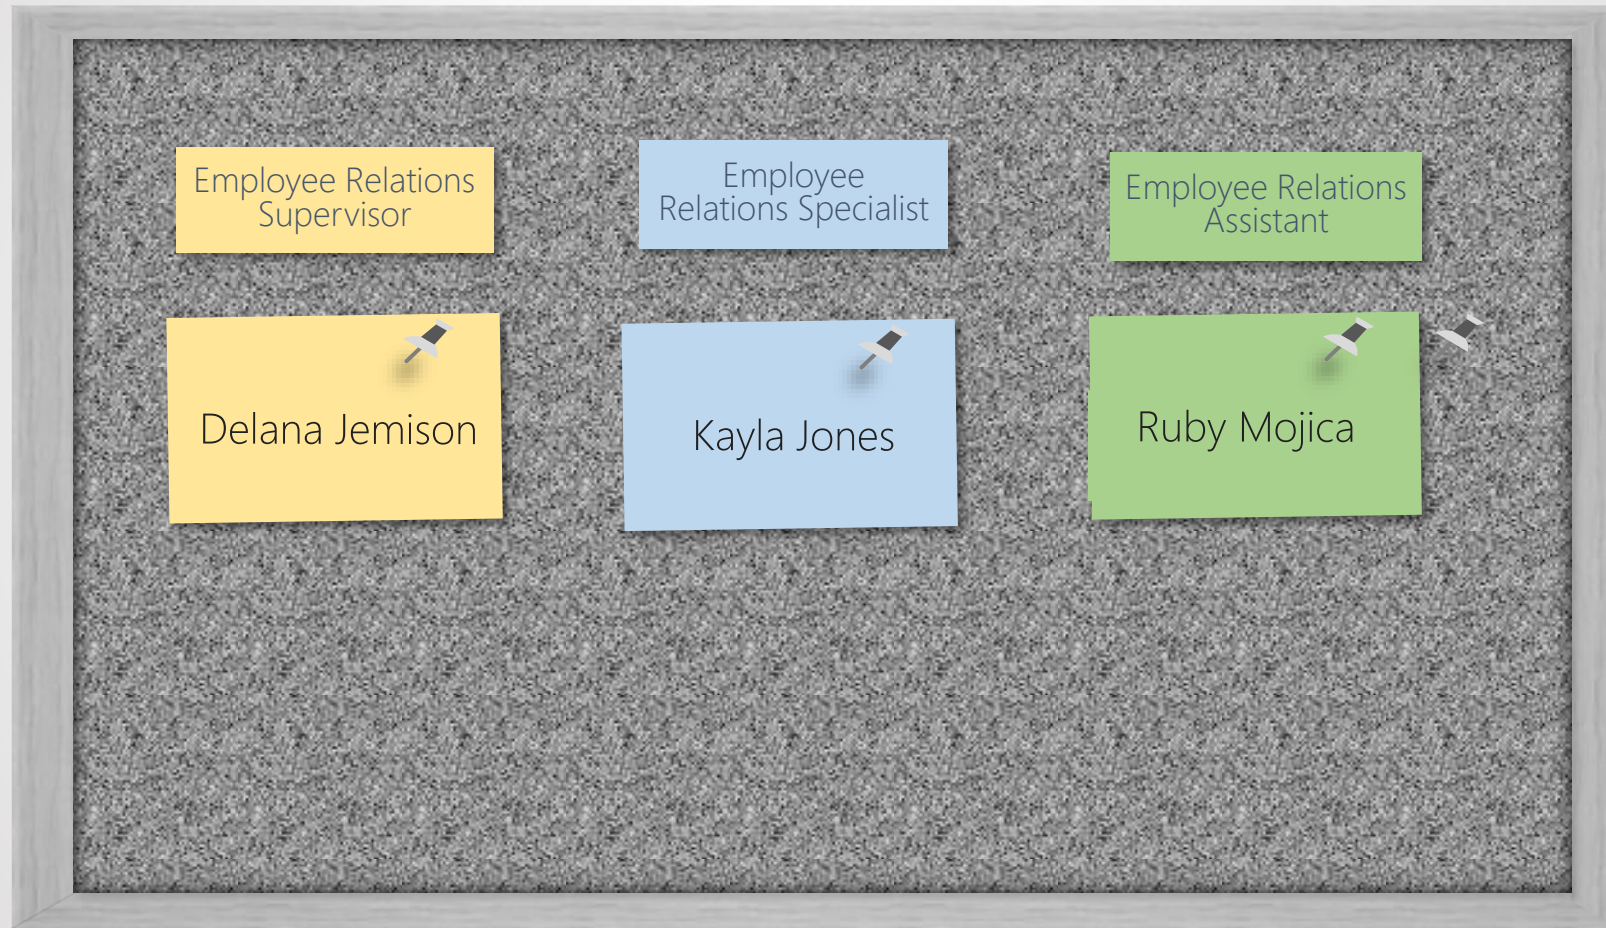 Employee Relations
Supervisor
Employee
Relations Specialist
Employee Relations
Assistant
Delana Jemison
Kayla Jones
Ruby Mojica